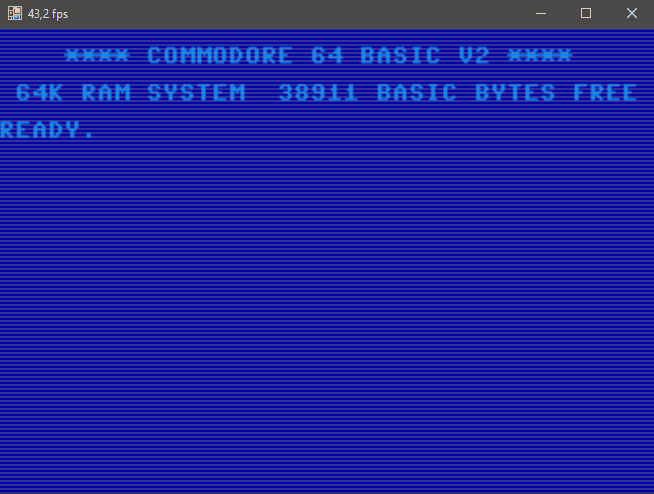 43,2 fps
**** COMMODORE 64 BASIC V2 ****
64K RAM SYSTEM  38911 BASIC BYTES FREE
READY.